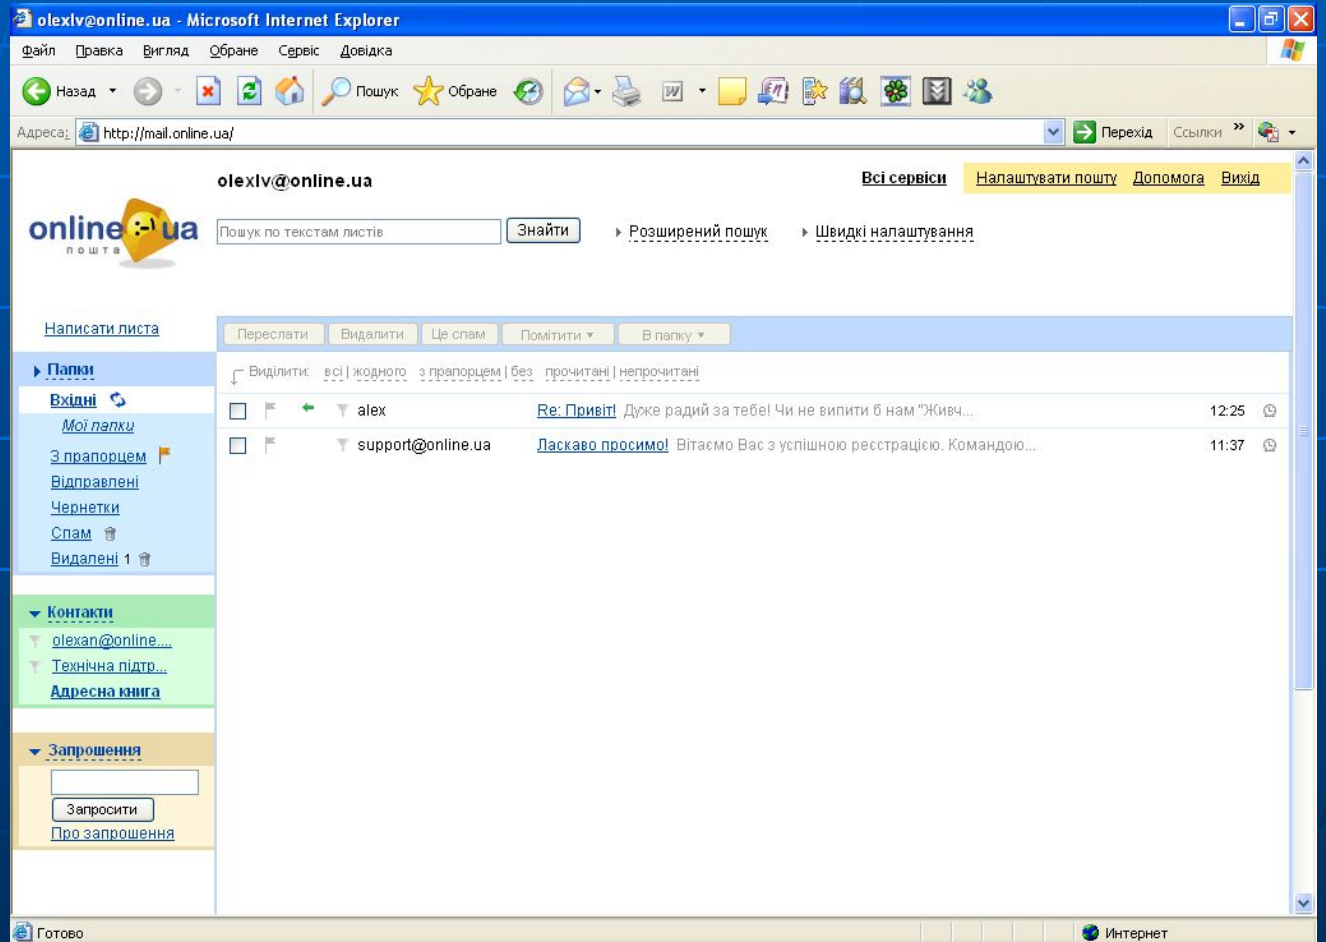 olexlv@online.ua - Microsoft Internet Explorer
Файл Правка Вигляд Обране Сервіс Довідка
Назад Пошук Обране
Адреса: http://mail.online.ua/ Перехід Ссылки »
olexlv@online.ua Всі сервіси Налаштувати пошту Допомога Вихід
online :-) ua
пошта
Пошук по текстам листів Знайти Розширений пошук Швидкі налаштування
Написати листа
Переслати Видалити Це спам Помітити В папку
Папки
Виділити: всі | жодного з прапорцем | без прочитані | непрочитані
Вхідні
alex Re: Привіт! Дуже радий за тебе! Чи не випити б нам "Живч... 12:25
Мої папки
support@online.ua Ласкаво просимо! Вітаємо Вас з успішною реєстрацією. Командою... 11:37
З прапорцем
Відправлені
Чернетки
Спам
Видалені 1
Контакти
olexan@online....
Технічна підтр...
Адресна книга
Запрошення
Запросити
Про запрошення
Готово Интернет